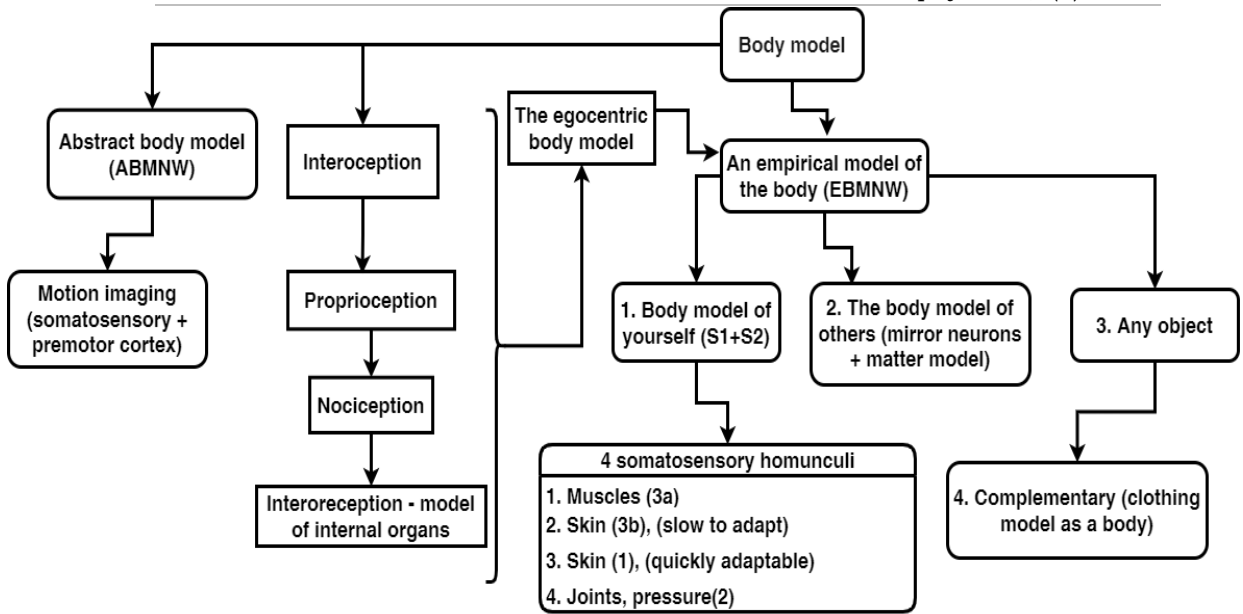 Body model
Abstract body model
(ABMNW)
Interoception
The egocentric
body model
An empirical model of
the body (EBMNW)
Motion imaging
(somatosensory +
premotor cortex)
Proprioception
1. Body model of
yourself (S1+S2)
2. The body model of
others (mirror neurons
+ matter model)
3. Any object
Nociception
Interoreception - model
of internal organs
4 somatosensory homunculi
1. Muscles (3a)
2. Skin (3b), (slow to adapt)
3. Skin (1), (quickly adaptable)
4. Joints, pressure(2)
4. Complementary (clothing
model as a body)